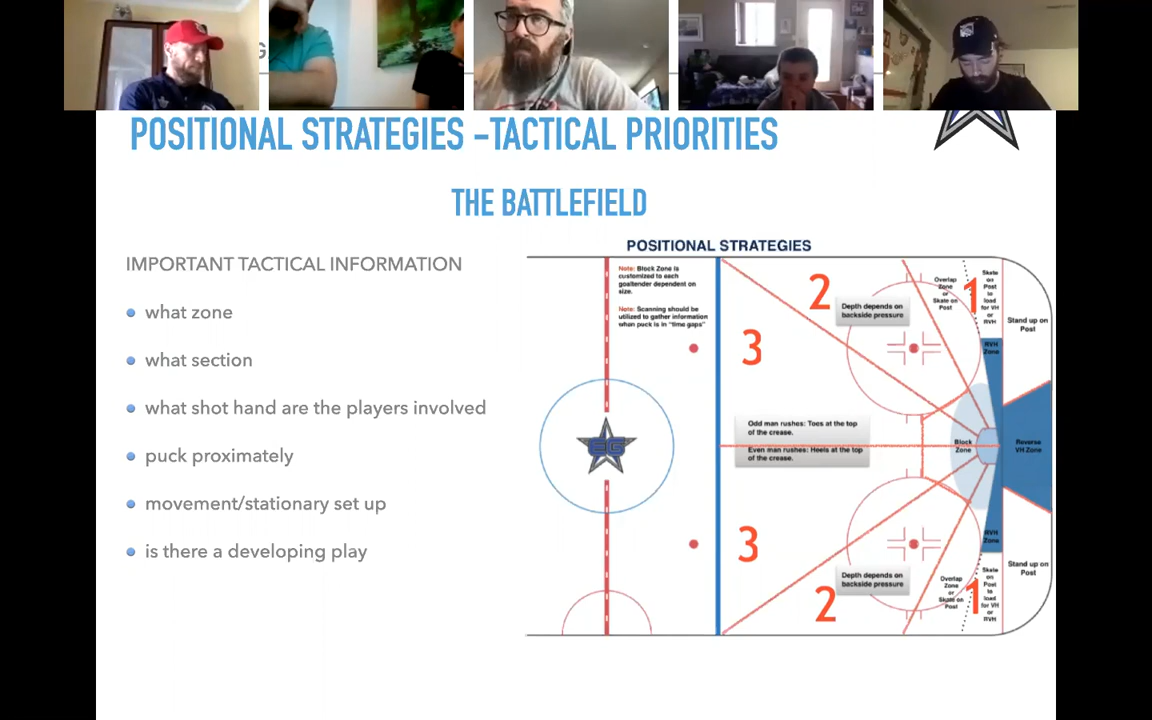 G
POSITIONAL STRATEGIES -TACTICAL PRIORITIES
THE BATTLEFIELD
IMPORTANT TACTICAL INFORMATION
what zone
what section
what shot hand are the players involved
puck proximately
movement/stationary set up
is there a developing play
POSITIONAL STRATEGIES
Note: Block Zone is
customized to each
goaltender dependent on
size.
Note: Scanning should be
utilized to gather information
when puck is in "time gaps"
2
Depth depends on
backside pressure
3
Overlap
Zone
or
Skate on
Post
1
Skate
on
Post
to
load
for VH
or
RVH
Stand up on
Post
RVH
Zone
Odd man rushes: Toes at the top
of the crease.
Even man rushes: Heels at the top
of the crease.
Block
Zone
Reverse
VH Zone
EG
3
Depth depends on
backside pressure
2
RVH
Zone
Overlap
Zone
or
Skate on
Post
1
Skate
on
Post
to
load
for VH
or
RVH
Stand up on
Post